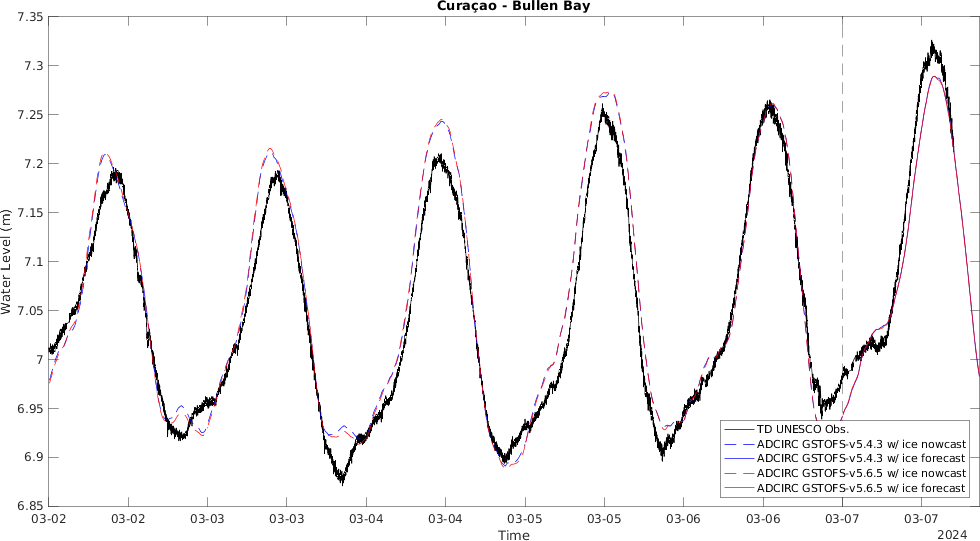 Curaçao - Bullen Bay
Water Level (m)
7.35
7.3
7.25
7.2
7.15
7.1
7.05
7
6.95
6.9
6.85
TD UNESCO Obs.
ADCIRC GSTOFS-v5.4.3 w/ ice nowcast
ADCIRC GSTOFS-v5.4.3 w/ ice forecast
ADCIRC GSTOFS-v5.6.5 w/ ice nowcast
ADCIRC GSTOFS-v5.6.5 w/ ice forecast
03-02 03-02 03-03 03-03 03-04 03-04 03-05 03-05 03-06 03-06 03-07 03-07
Time
2024